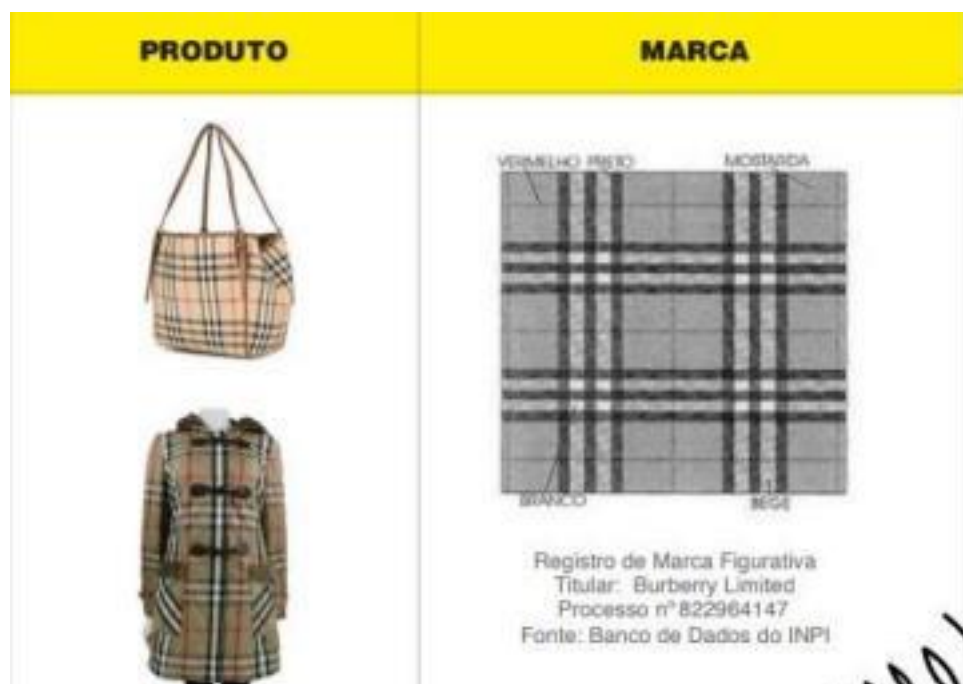 PRODUTO
MARCA
VERMELHO PRETO MOSTARDA
BRANCO BEGE
Registro de Marca Figurativa
Titular: Burberry Limited
Processo nº 822964147
Fonte: Banco de Dados do INPI